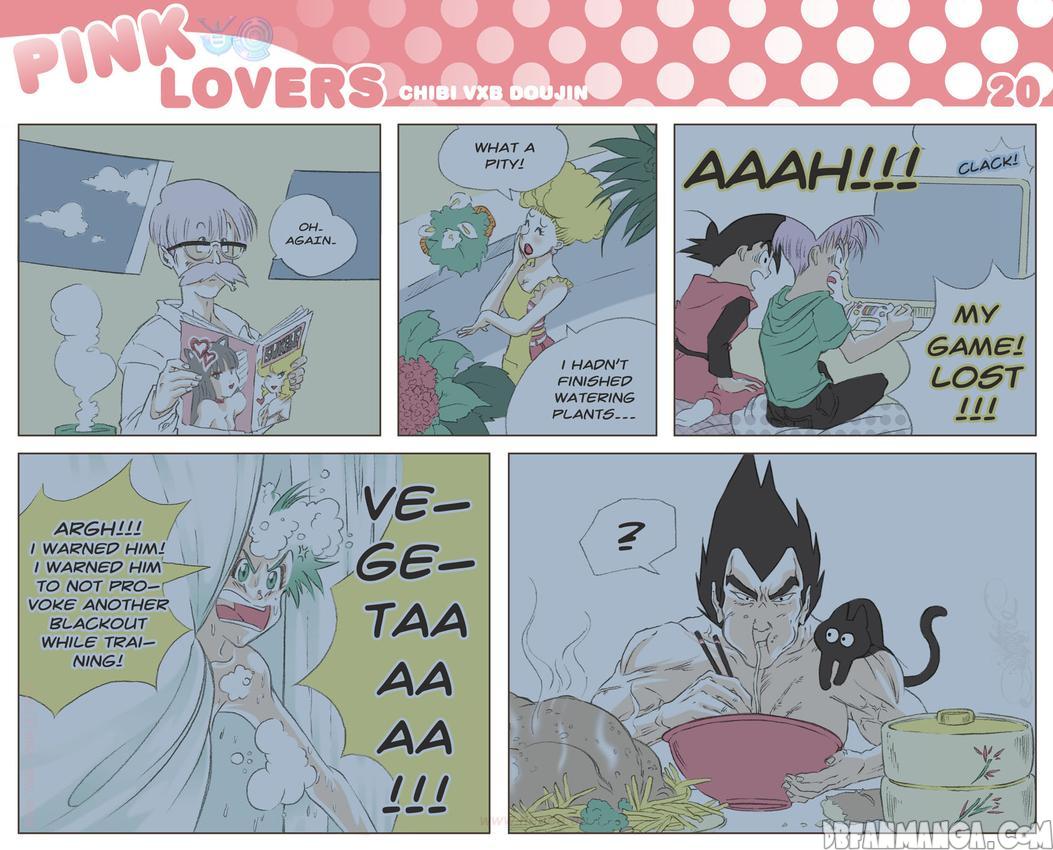 PINK
LOVERS
CHIBI VXB DOUJIN
20
OH..
AGAIN..
WHAT A
PITY!
I HADN'T
FINISHED
WATERING
PLANTS...
AAAH!!!
CLACK!
MY
GAME!
LOST
!!!
ARGH!!!
I WARNED HIM!
I WARNED HIM
TO NOT PRO-
VOKE ANOTHER
BLACKOUT
WHILE TRAI-
NING!
VE-
GE-
TAA
AA
AA
!!!
?
DBFANMANGA.COM